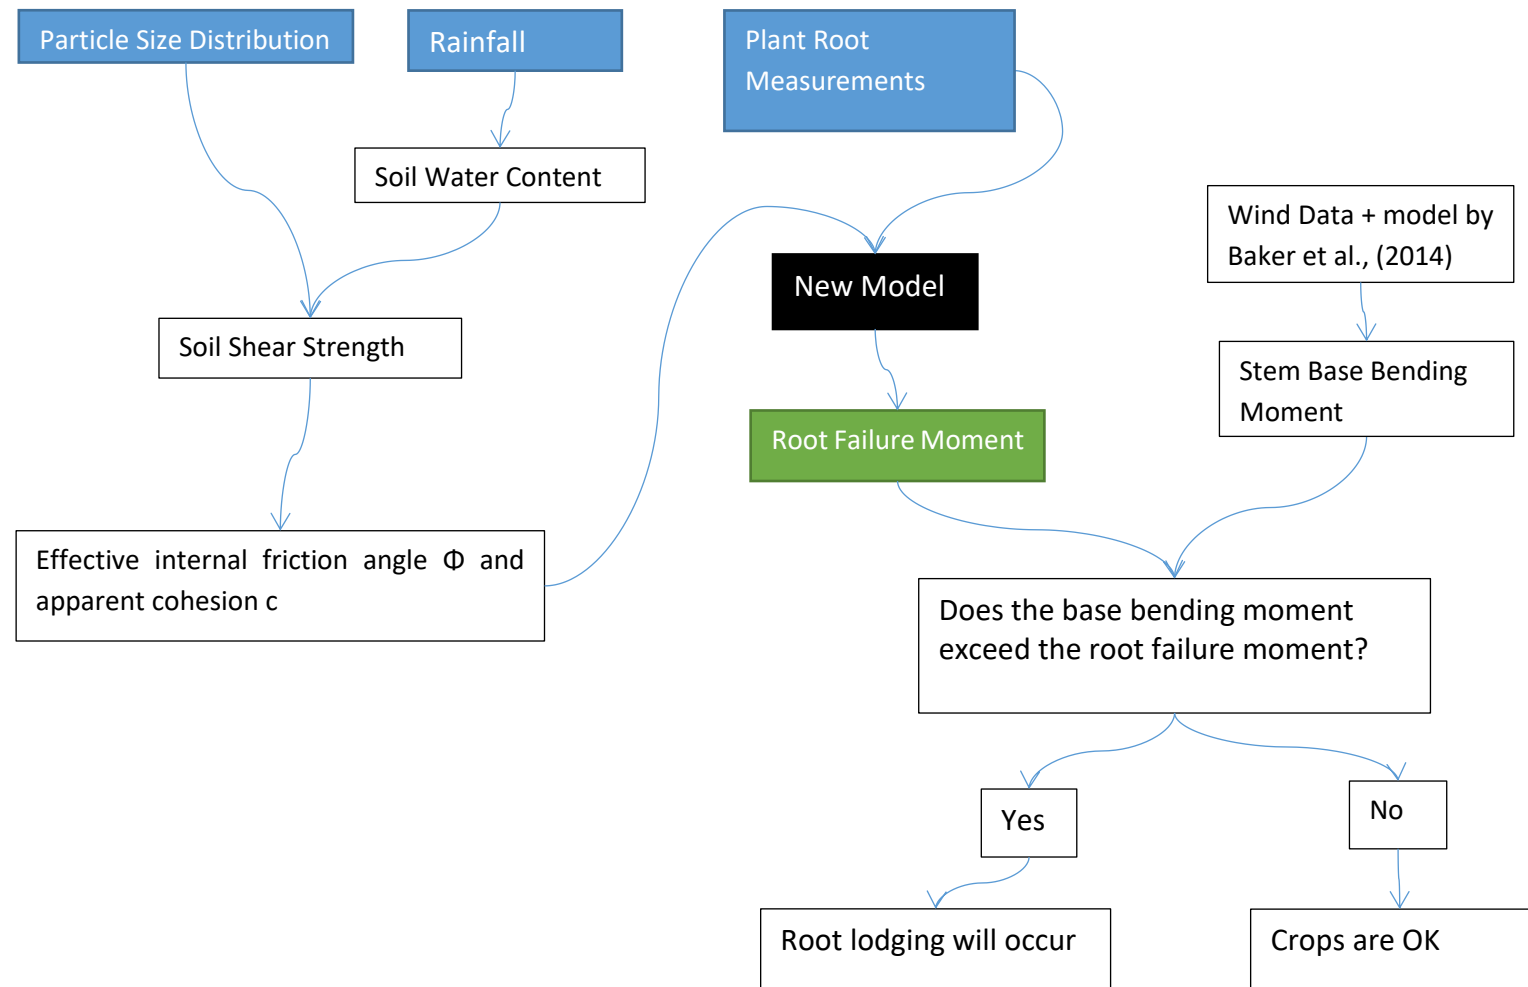 Particle Size Distribution
Rainfall
Plant Root
Measurements
Soil Water Content
Wind Data + model by
Baker et al., (2014)
New Model
Soil Shear Strength
Stem Base Bending
Moment
Root Failure Moment
Effective internal friction angle Φ and
apparent cohesion c
Does the base bending moment
exceed the root failure moment?
Yes
No
Root lodging will occur
Crops are OK